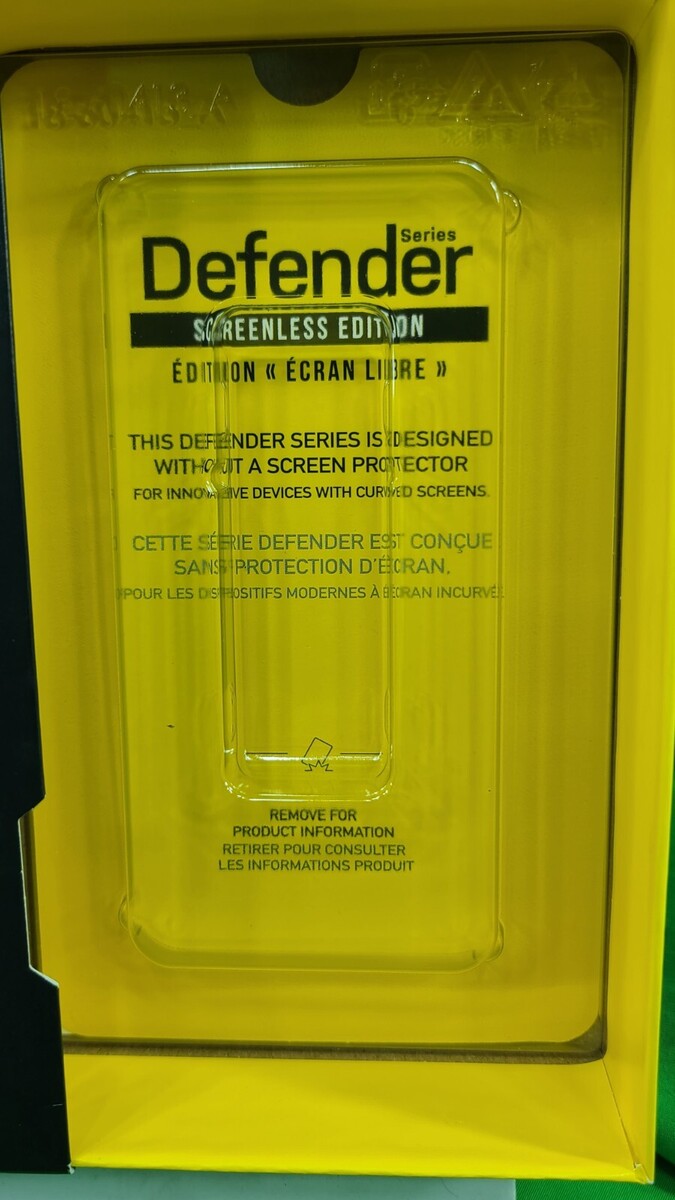 Defender Series
SCREENLESS EDITION
ÉDITION « ÉCRAN LIBRE »
THIS DEFENDER SERIES IS DESIGNED
WITHOUT A SCREEN PROTECTOR
FOR INNOVATIVE DEVICES WITH CURVED SCREENS.
CETTE SÉRIE DEFENDER EST CONÇUE
SANS PROTECTION D'ÉCRAN.
POUR LES DISPOSITIFS MODERNES À ÉCRAN INCURVÉ
REMOVE FOR
PRODUCT INFORMATION
RETIRER POUR CONSULTER
LES INFORMATIONS PRODUIT